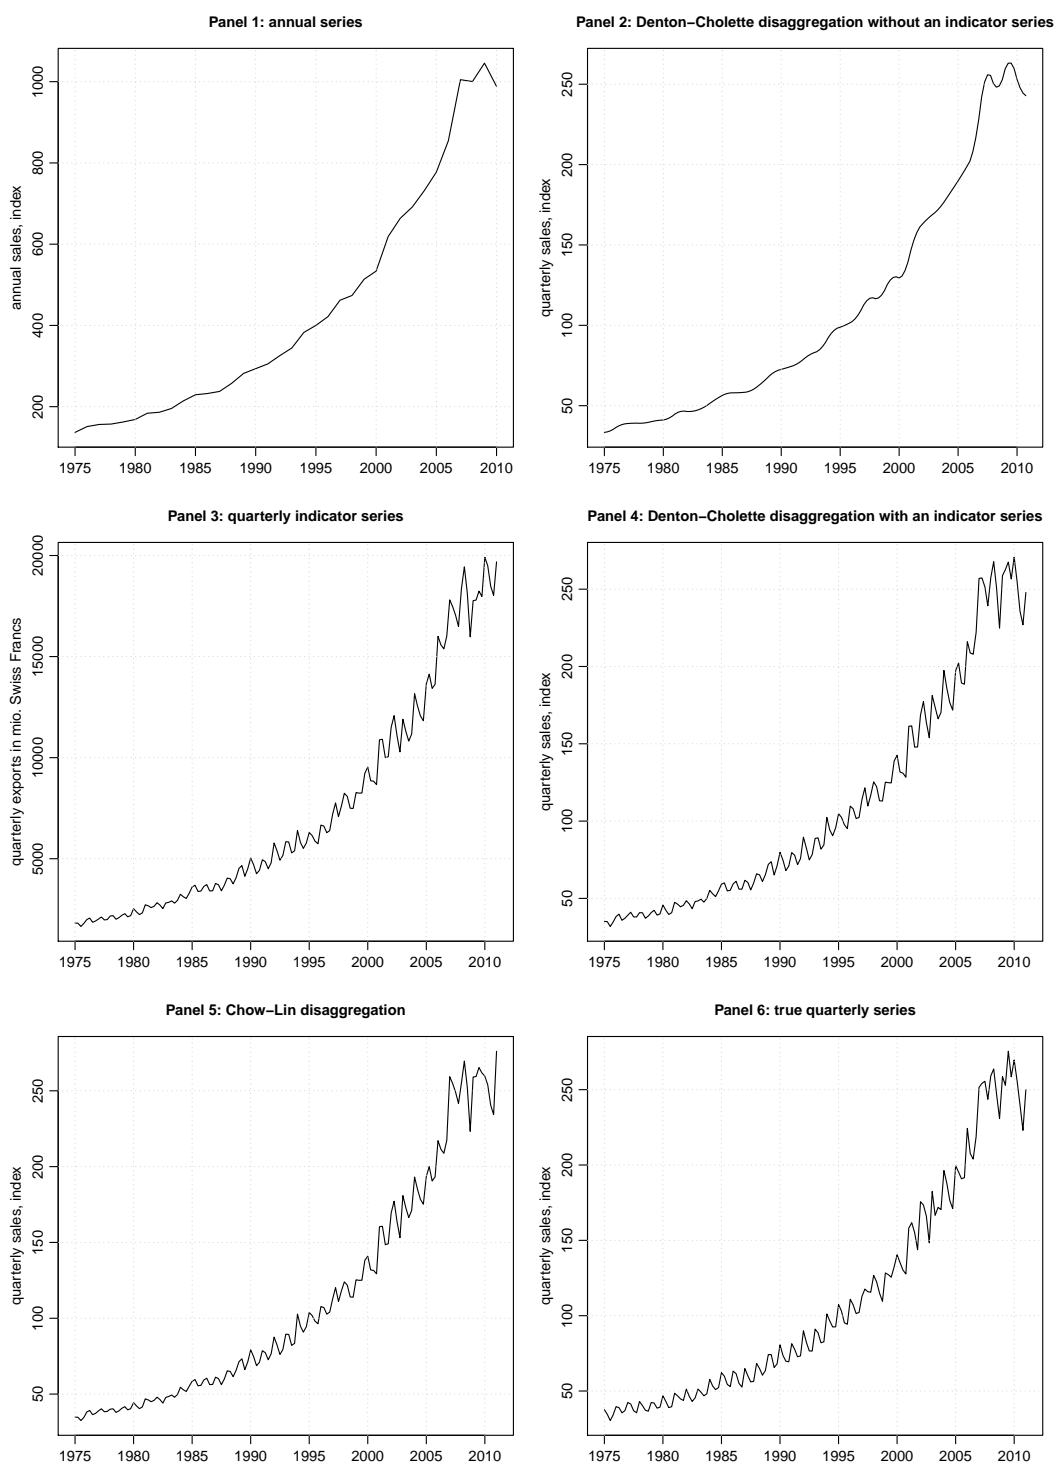 Panel 1: annual series
annual sales, index
1000
800
600
400
200
1975 1980 1985 1990 1995 2000 2005 2010
Panel 2: Denton−Cholette disaggregation without an indicator series
quarterly sales, index
250
200
150
100
50
1975 1980 1985 1990 1995 2000 2005 2010
Panel 3: quarterly indicator series
quarterly exports in mio. Swiss Francs
20000
15000
10000
5000
1975 1980 1985 1990 1995 2000 2005 2010
Panel 4: Denton−Cholette disaggregation with an indicator series
quarterly sales, index
250
200
150
100
50
1975 1980 1985 1990 1995 2000 2005 2010
Panel 5: Chow−Lin disaggregation
quarterly sales, index
250
200
150
100
50
1975 1980 1985 1990 1995 2000 2005 2010
Panel 6: true quarterly series
quarterly sales, index
250
200
150
100
50
1975 1980 1985 1990 1995 2000 2005 2010